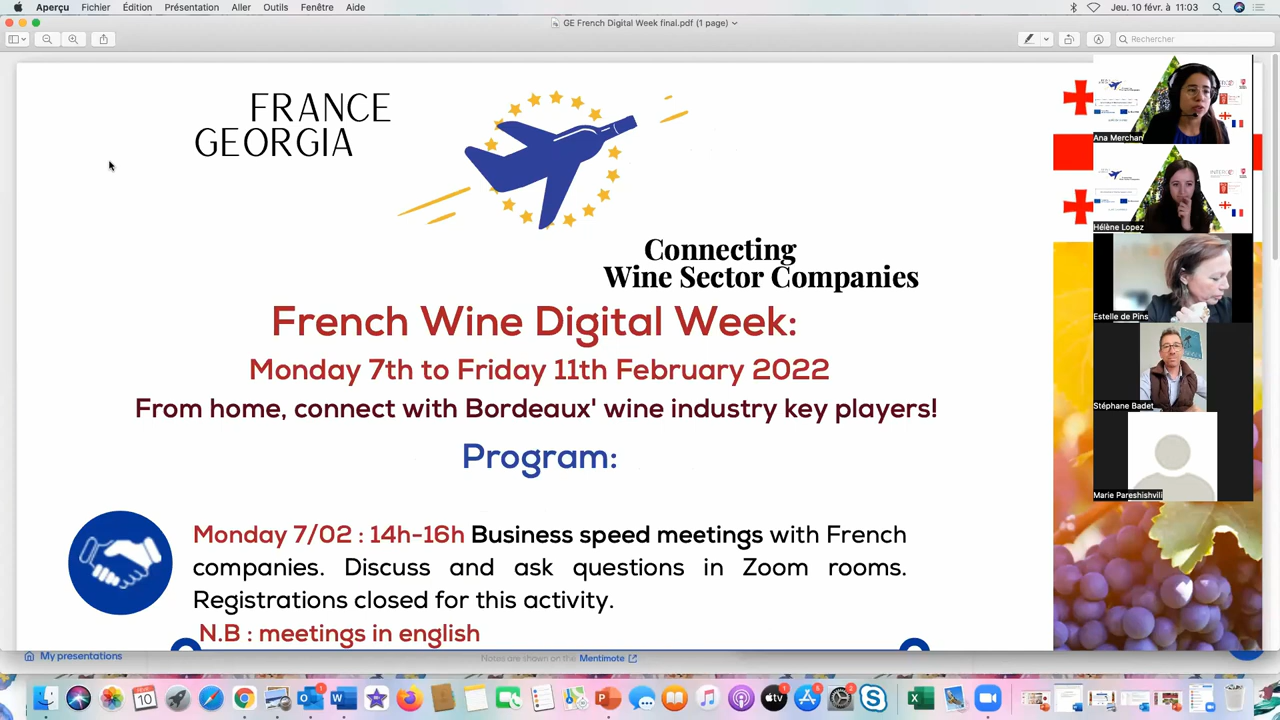 Aperçu Fichier Édition Présentation Aller Outils Fenêtre Aide Jeu. 10 févr. à 11:03
GE French Digital Week final.pdf (1 page)
Rechercher
FRANCE
GEORGIA
Connecting
Wine Sector Companies
French Wine Digital Week:
Monday 7th to Friday 11th February 2022
From home, connect with Bordeaux' wine industry key players!
Program:
Monday 7/02 : 14h-16h Business speed meetings with French
companies. Discuss and ask questions in Zoom rooms.
Registrations closed for this activity.
N.B : meetings in english
Ana Merchan
Hélène Lopez
Estelle de Pins
Stéphane Badet
Marie Pareshishvili
My presentations
Notes are shown on the Mentimote